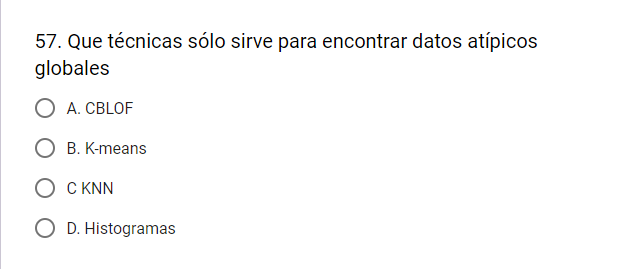 57. Que técnicas sólo sirve para encontrar datos atípicos
globales
A. CBLOF
B. K-means
C KNN
D. Histogramas